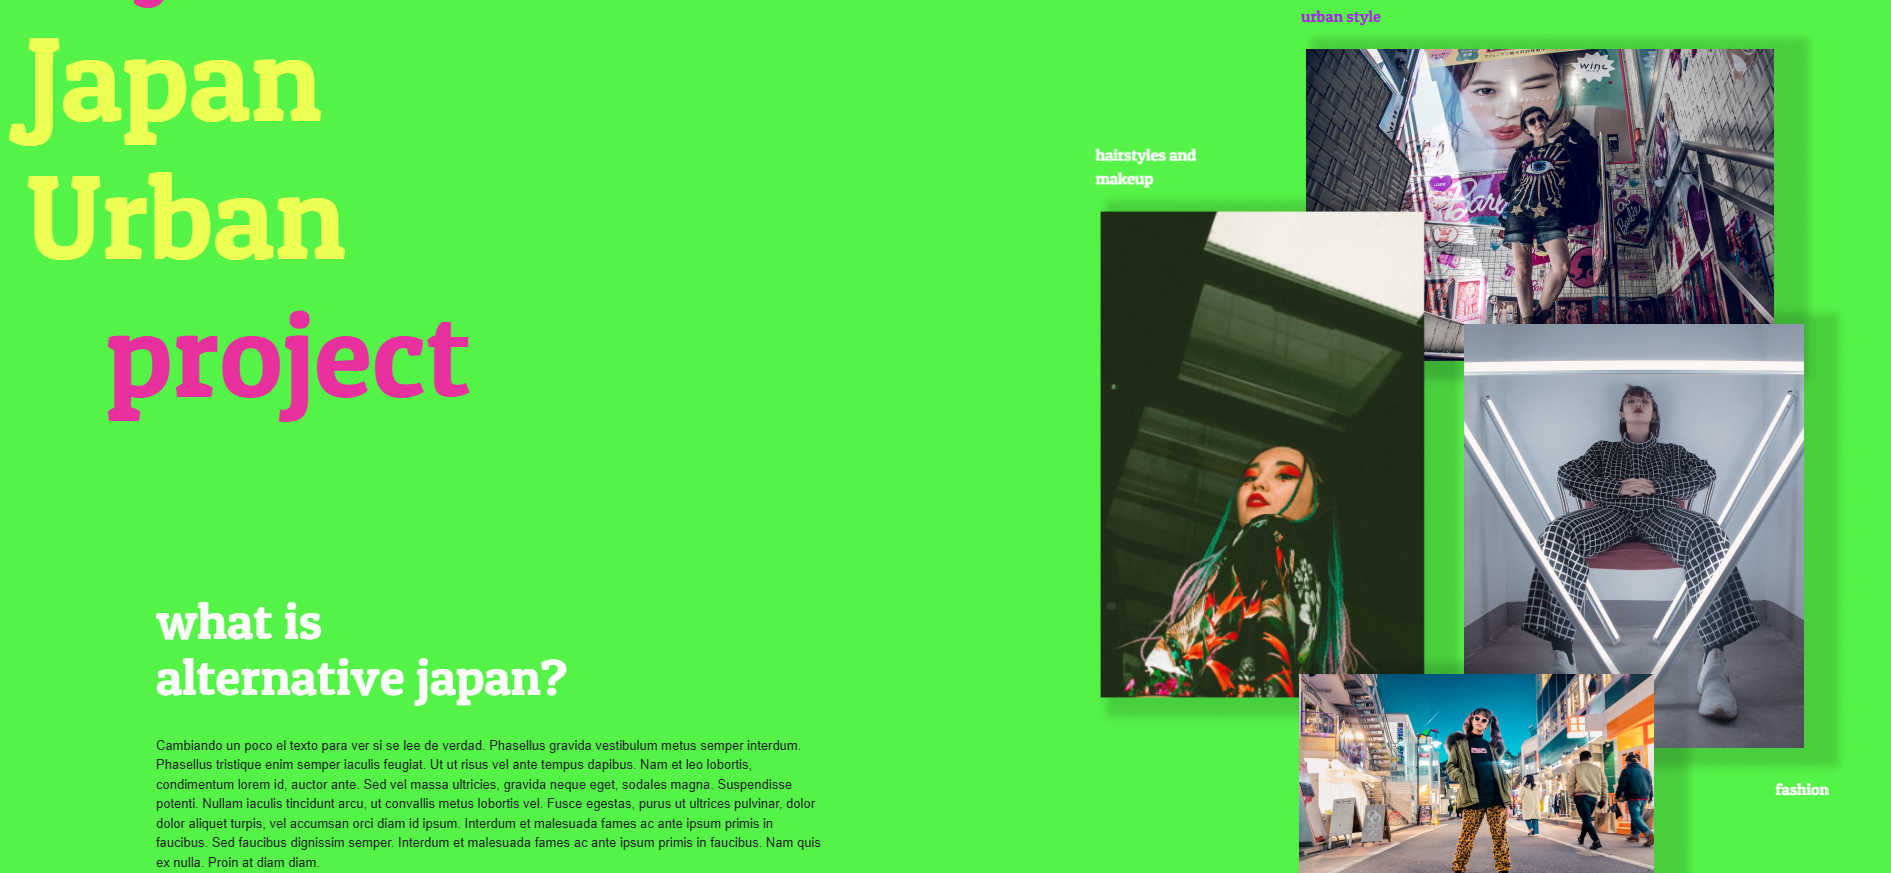 Japan
Urban
project
what is
alternative japan?
Cambiando un poco el texto para ver si se lee de verdad. Phasellus gravida vestibulum metus semper interdum.
Phasellus tristique enim semper iaculis feugiat. Ut ut risus vel ante tempus dapibus. Nam et leo lobortis,
condimentum lorem id, auctor ante. Sed vel massa ultricies, gravida neque eget, sodales magna. Suspendisse
potenti. Nullam iaculis tincidunt arcu, ut convallis metus lobortis vel. Fusce egestas, purus ut ultrices pulvinar, dolor
dolor aliquet turpis, vel accumsan orci diam id ipsum. Interdum et malesuada fames ac ante ipsum primis in
faucibus. Sed faucibus dignissim semper. Interdum et malesuada fames ac ante ipsum primis in faucibus. Nam quis
ex nulla. Proin at diam diam.
urban style
winc
Barbie
hairstyles and
makeup
fashion